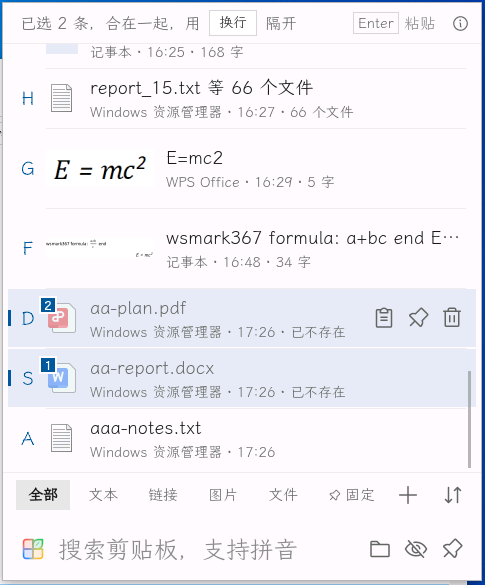 已选 2 条，合在一起，用 换行 隔开 Enter 粘贴
记事本 · 16:25 · 168 字
H report_15.txt 等 66 个文件
Windows 资源管理器 · 16:27 · 66 个文件
G E = mc² E=mc2
WPS Office · 16:29 · 5 字
F wsmark367 formula: a+bc end E…
wsmark367 formula: end
E = mc²
记事本 · 16:48 · 34 字
D 2 aa-plan.pdf
Windows 资源管理器 · 17:26 · 已不存在
S 1 W aa-report.docx
Windows 资源管理器 · 17:26 · 已不存在
A aaa-notes.txt
Windows 资源管理器 · 17:26
全部 文本 链接 图片 文件 固定
搜索剪贴板，支持拼音